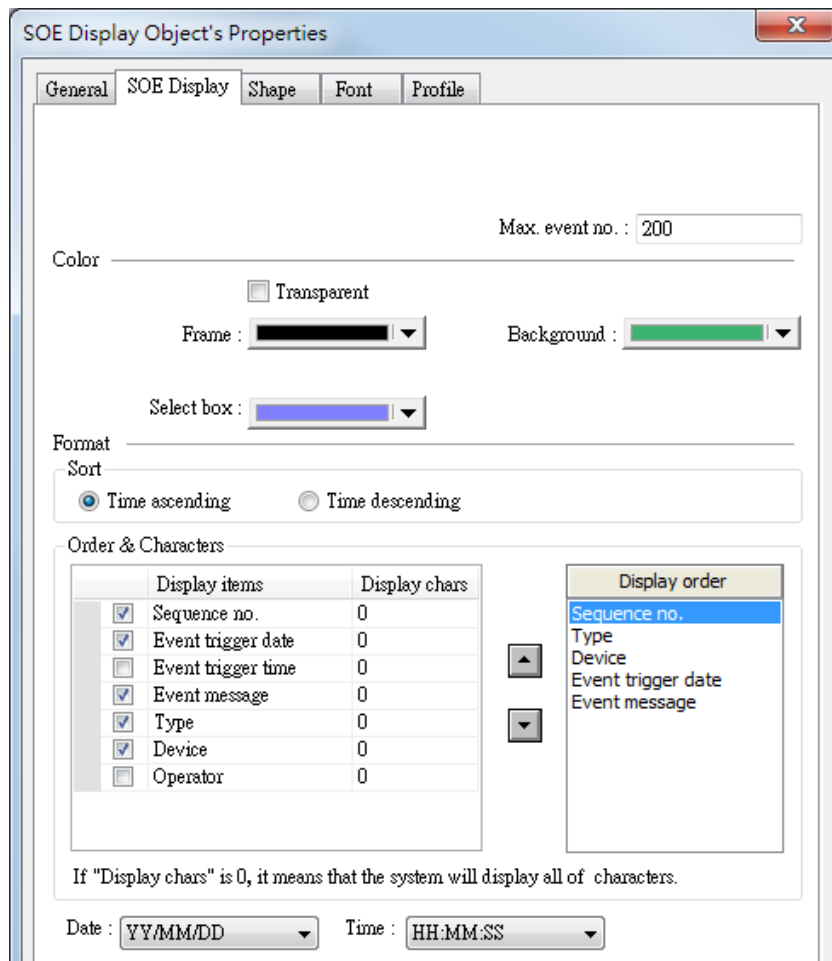 SOE Display Object's Properties
General SOE Display Shape Font Profile
Max. event no. : 200
Color
Transparent
Frame : Background :
Select box :
Format
Sort
Time ascending Time descending
Order & Characters
Display items Display chars
Sequence no. 0
Event trigger date 0
Event trigger time 0
Event message 0
Type 0
Device 0
Operator 0
Display order
Sequence no.
Type
Device
Event trigger date
Event message
If "Display chars" is 0, it means that the system will display all of characters.
Date : YY/MM/DD Time : HH:MM:SS